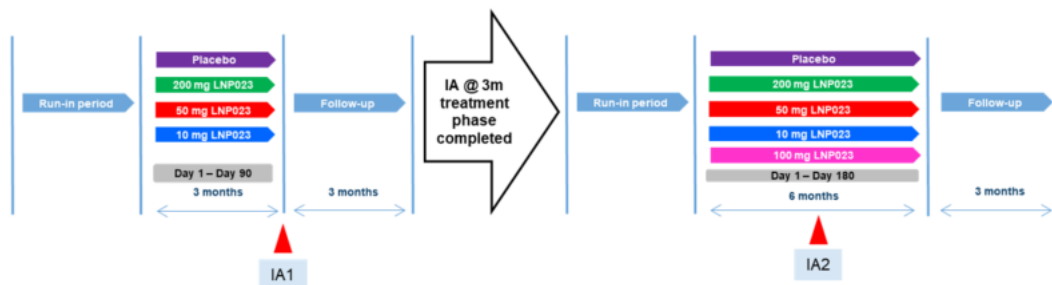 Run-in period
Placebo
200 mg LNP023
50 mg LNP023
10 mg LNP023
Day 1 – Day 90
3 months
Follow-up
3 months
IA1
IA @ 3m
treatment
phase
completed
Run-in period
Placebo
200 mg LNP023
50 mg LNP023
10 mg LNP023
100 mg LNP023
Day 1 – Day 180
6 months
Follow-up
3 months
IA2